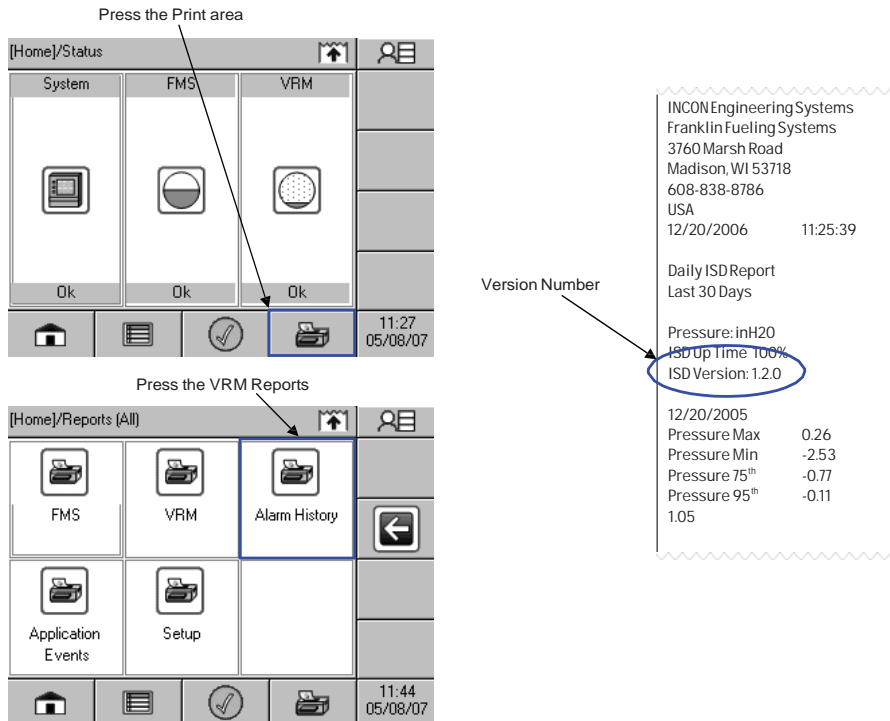 Press the Print area
[Home]/Status
System FMS VRM
Ok Ok Ok
11:27
05/08/07
Press the VRM Reports
[Home]/Reports (All)
FMS VRM Alarm History
Application Events Setup
11:44
05/08/07
Version Number
INCON Engineering Systems
Franklin Fueling Systems
3760 Marsh Road
Madison, WI 53718
608-838-8786
USA
12/20/2006 11:25:39
Daily ISD Report
Last 30 Days
Pressure: inH20
ISD Up Time 100%
ISD Version: 1.2.0
12/20/2005
Pressure Max 0.26
Pressure Min -2.53
Pressure 75th -0.77
Pressure 95th -0.11
1.05